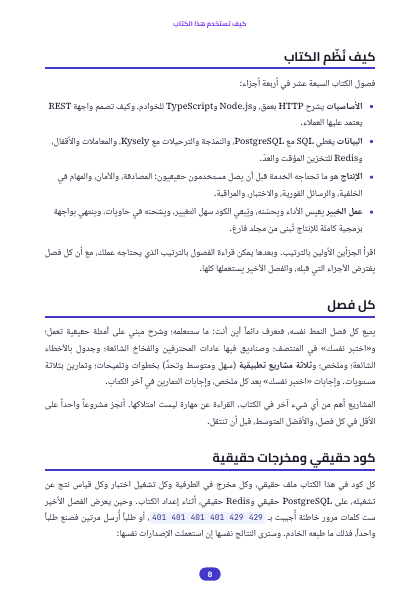 كيف تستخدم هذا الكتاب
كيف نُظِّم الكتاب
فصول الكتاب السبعة عشر في أربعة أجزاء:
• الأساسيات يشرح HTTP بعمق، وNode.js وTypeScript للخوادم، وكيف تصمم واجهة REST
يعتمد عليها العملاء.
• البيانات يغطي SQL مع PostgreSQL، والنمذجة والترحيلات مع Kysely، والمعاملات والأقفال،
وRedis للتخزين المؤقت والعدّ.
• الإنتاج هو ما تحتاجه الخدمة قبل أن يصل مستخدمون حقيقيون: المصادقة، والأمان، والمهام في
الخلفية، والرسائل الفورية، والاختبار، والمراقبة.
• عمل الخبير يقيس الأداء ويحسّنه، ويُبقي الكود سهل التغيير، ويشحنه في حاويات، وينتهي بواجهة
برمجية كاملة للإنتاج تُبنى من مجلد فارغ.
اقرأ الجزأين الأولين بالترتيب. وبعدها يمكن قراءة الفصول بالترتيب الذي يحتاجه عملك، مع أن كل فصل
يفترض الأجزاء التي قبله، والفصل الأخير يستعملها كلها.
كل فصل
يتبع كل فصل النمط نفسه، فتعرف دائماً أين أنت: ما ستتعلمه؛ وشرح مبني على أمثلة حقيقية تعمل؛
و«اختبر نفسك» في المنتصف؛ وصناديق فيها عادات المحترفين والفخاخ الشائعة؛ وجدول بالأخطاء
الشائعة؛ وملخص؛ وثلاثة مشاريع تطبيقية (سهل ومتوسط وتحدٍّ) بخطوات وتلميحات؛ وتمارين بثلاثة
مستويات. وإجابات «اختبر نفسك» بعد كل ملخص، وإجابات التمارين في آخر الكتاب.
المشاريع أهم من أي شيء آخر في الكتاب. القراءة عن مهارة ليست امتلاكها. أنجز مشروعاً واحداً على
الأقل في كل فصل، والأفضل المتوسط، قبل أن تنتقل.
كود حقيقي ومخرجات حقيقية
كل كود في هذا الكتاب ملف حقيقي، وكل مخرج في الطرفية وكل تشغيل اختبار وكل قياس نتج عن
تشغيله، على PostgreSQL حقيقي وRedis حقيقي، أثناء إعداد الكتاب. وحين يعرض الفصل الأخير
ست كلمات مرور خاطئة أُجيبت بـ 401 401 401 401 429 429، أو طلباً أُرسل مرتين فصنع طلباً
واحداً، فذلك ما طبعه الخادم. وسترى النتائج نفسها إن استعملت الإصدارات نفسها:
8